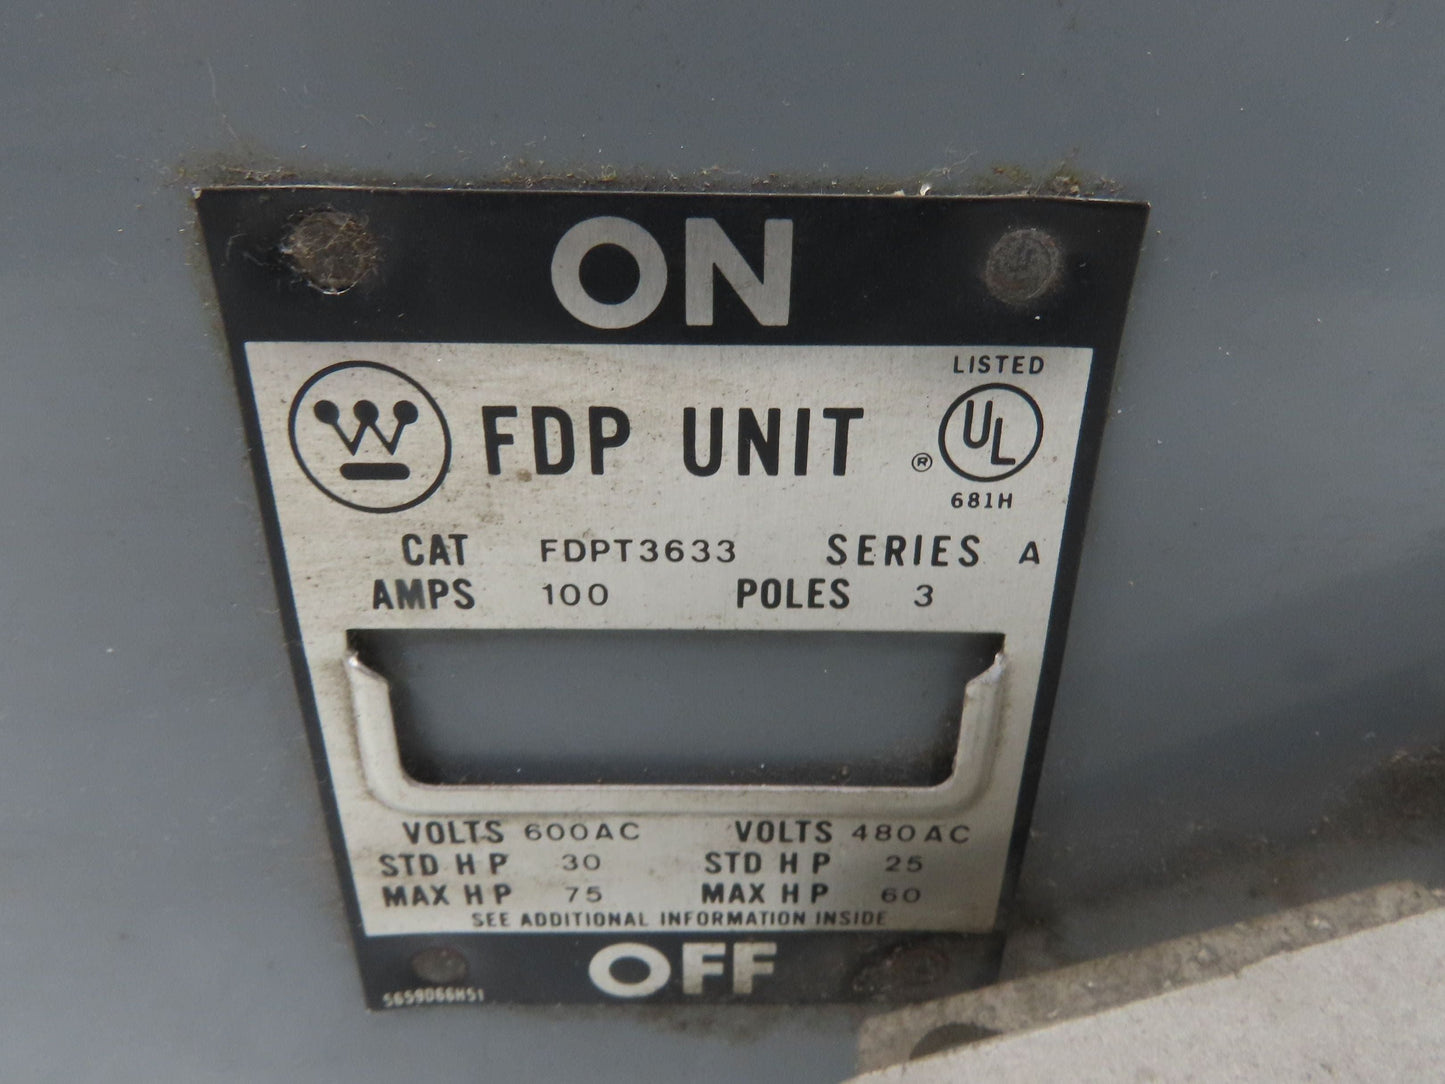 ON
LISTED
FDP UNIT ® UL
681H
CAT FDPT3633 SERIES A
AMPS 100 POLES 3
VOLTS 600AC VOLTS 480AC
STD HP 30 STD HP 25
MAX HP 75 MAX HP 60
SEE ADDITIONAL INFORMATION INSIDE
OFF
5659D66H51